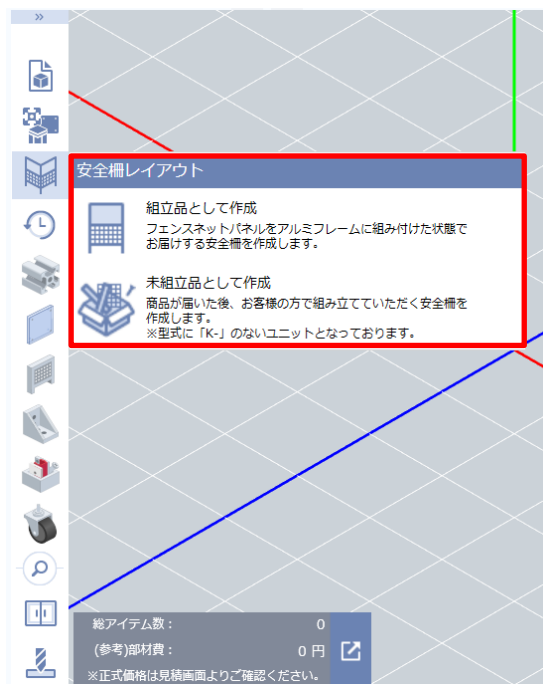 »
安全柵レイアウト
組立品として作成
フェンスネットパネルをアルミフレームに組み付けた状態で
お届けする安全柵を作成します。
未組立品として作成
商品が届いた後、お客様の方で組み立てていただく安全柵を
作成します。
※型式に「K-」のないユニットとなっております。
総アイテム数： 0
(参考)部材費： 0 円
※正式価格は見積画面よりご確認ください。